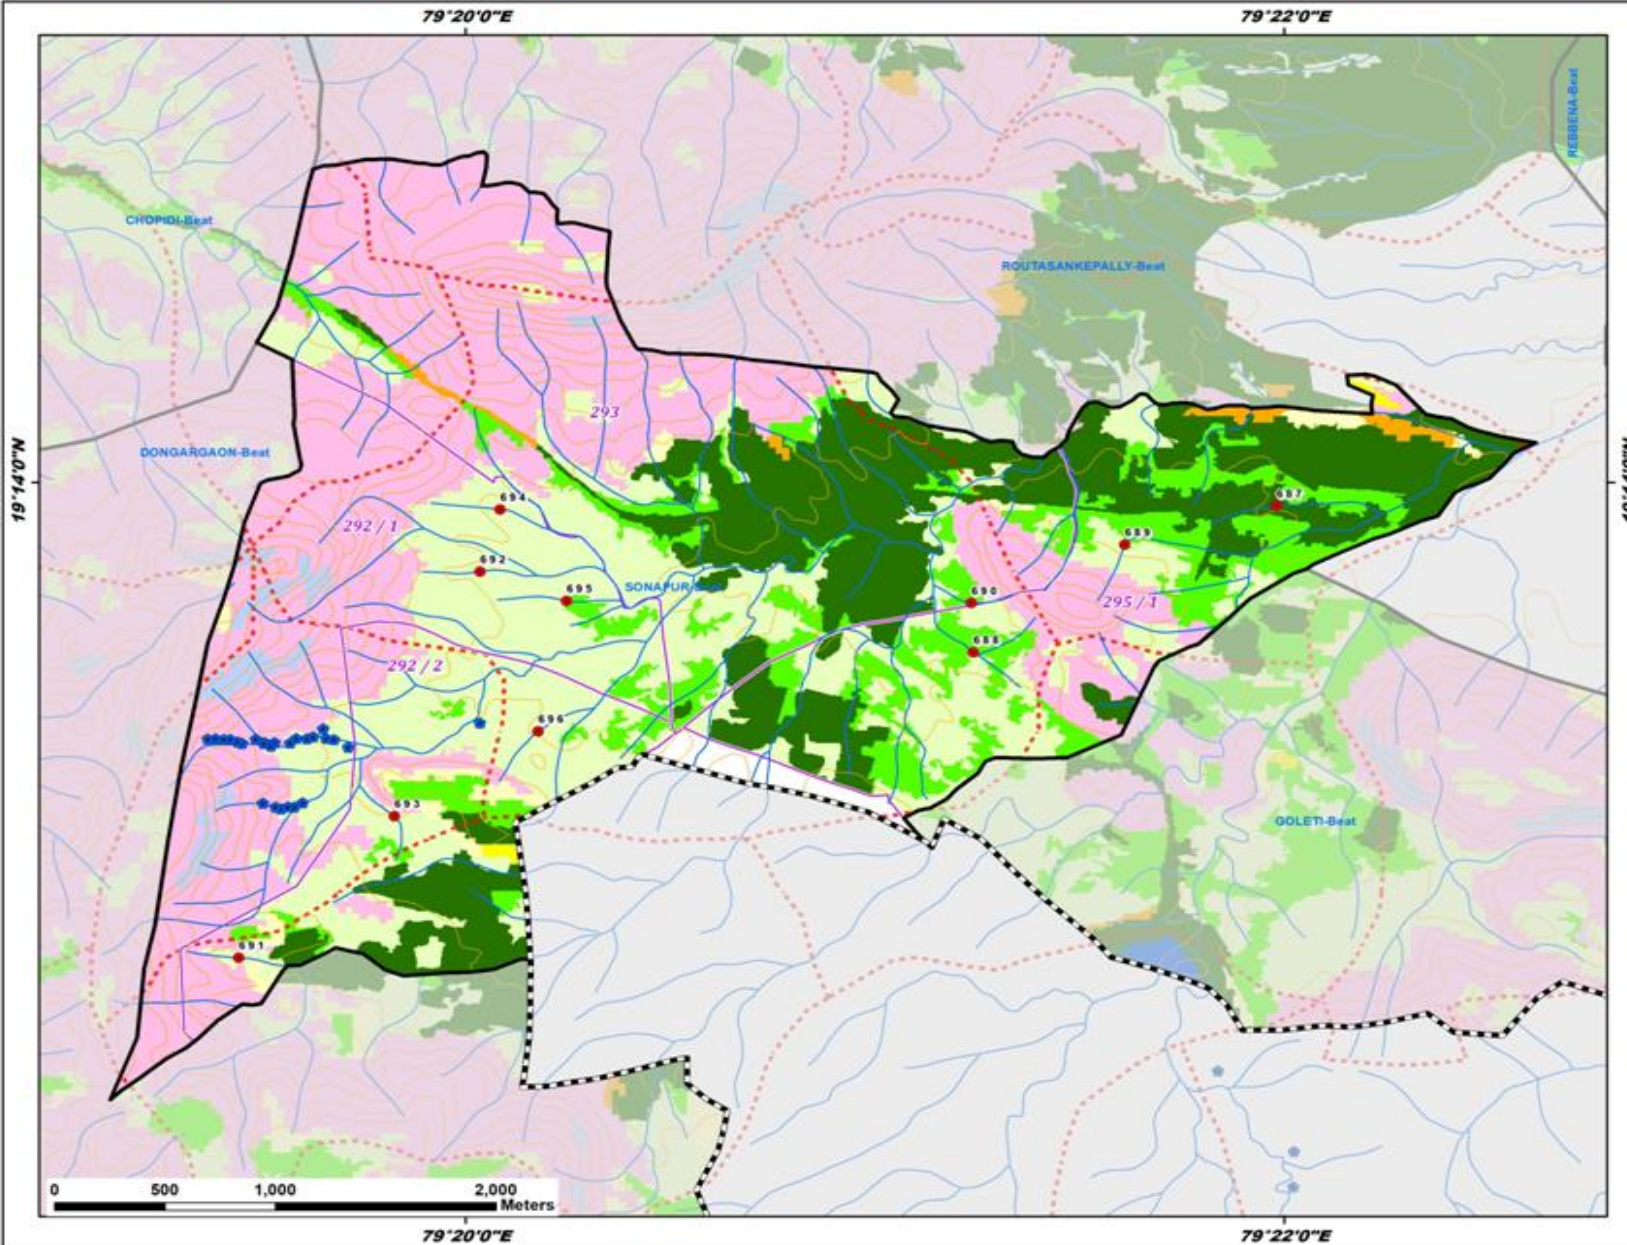 79°20'0"E
79°22'0"E
REBBENA-Beat
CHOPIDI-Beat
ROUTASANKEPALLY-Beat
293
DONGARGAON-Beat
19°14'0"N
694
687
292 / 1
689
692
695
SONAPUR
690
295 / 1
688
292 / 2
696
693
GOLETI-Beat
691
0
500
1,000
2,000
Meters
79°20'0"E
79°22'0"E